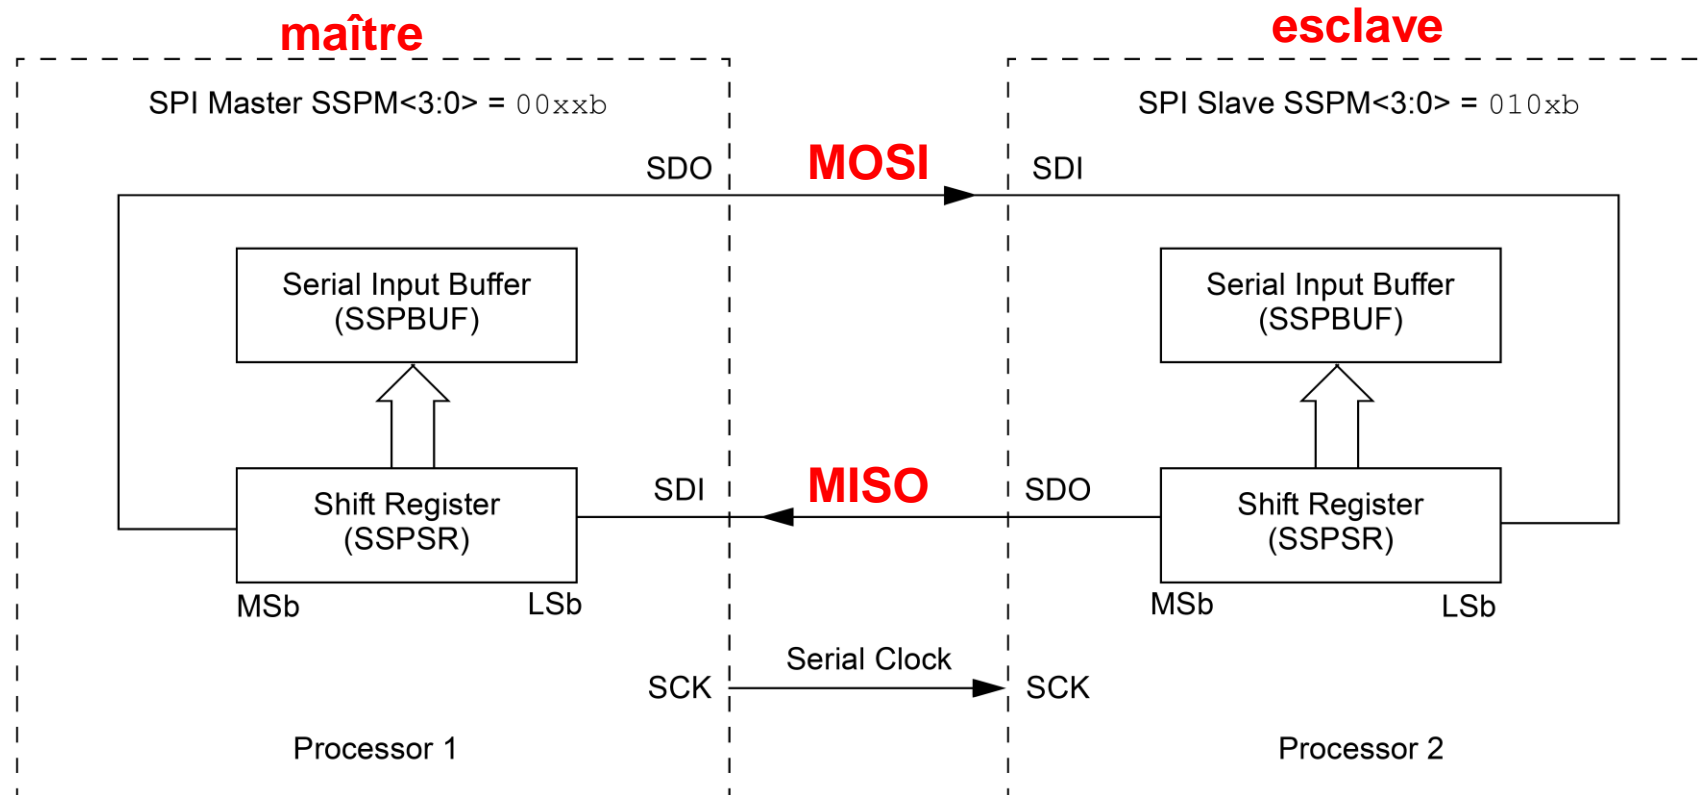 maître
esclave
SPI Master SSPM<3:0> = 00xxb
SPI Slave SSPM<3:0> = 010xb
SDO
MOSI
SDI
Serial Input Buffer
(SSPBUF)
Serial Input Buffer
(SSPBUF)
SDI
MISO
SDO
Shift Register
(SSPSR)
Shift Register
(SSPSR)
MSb
LSb
MSb
LSb
Serial Clock
SCK
SCK
Processor 1
Processor 2